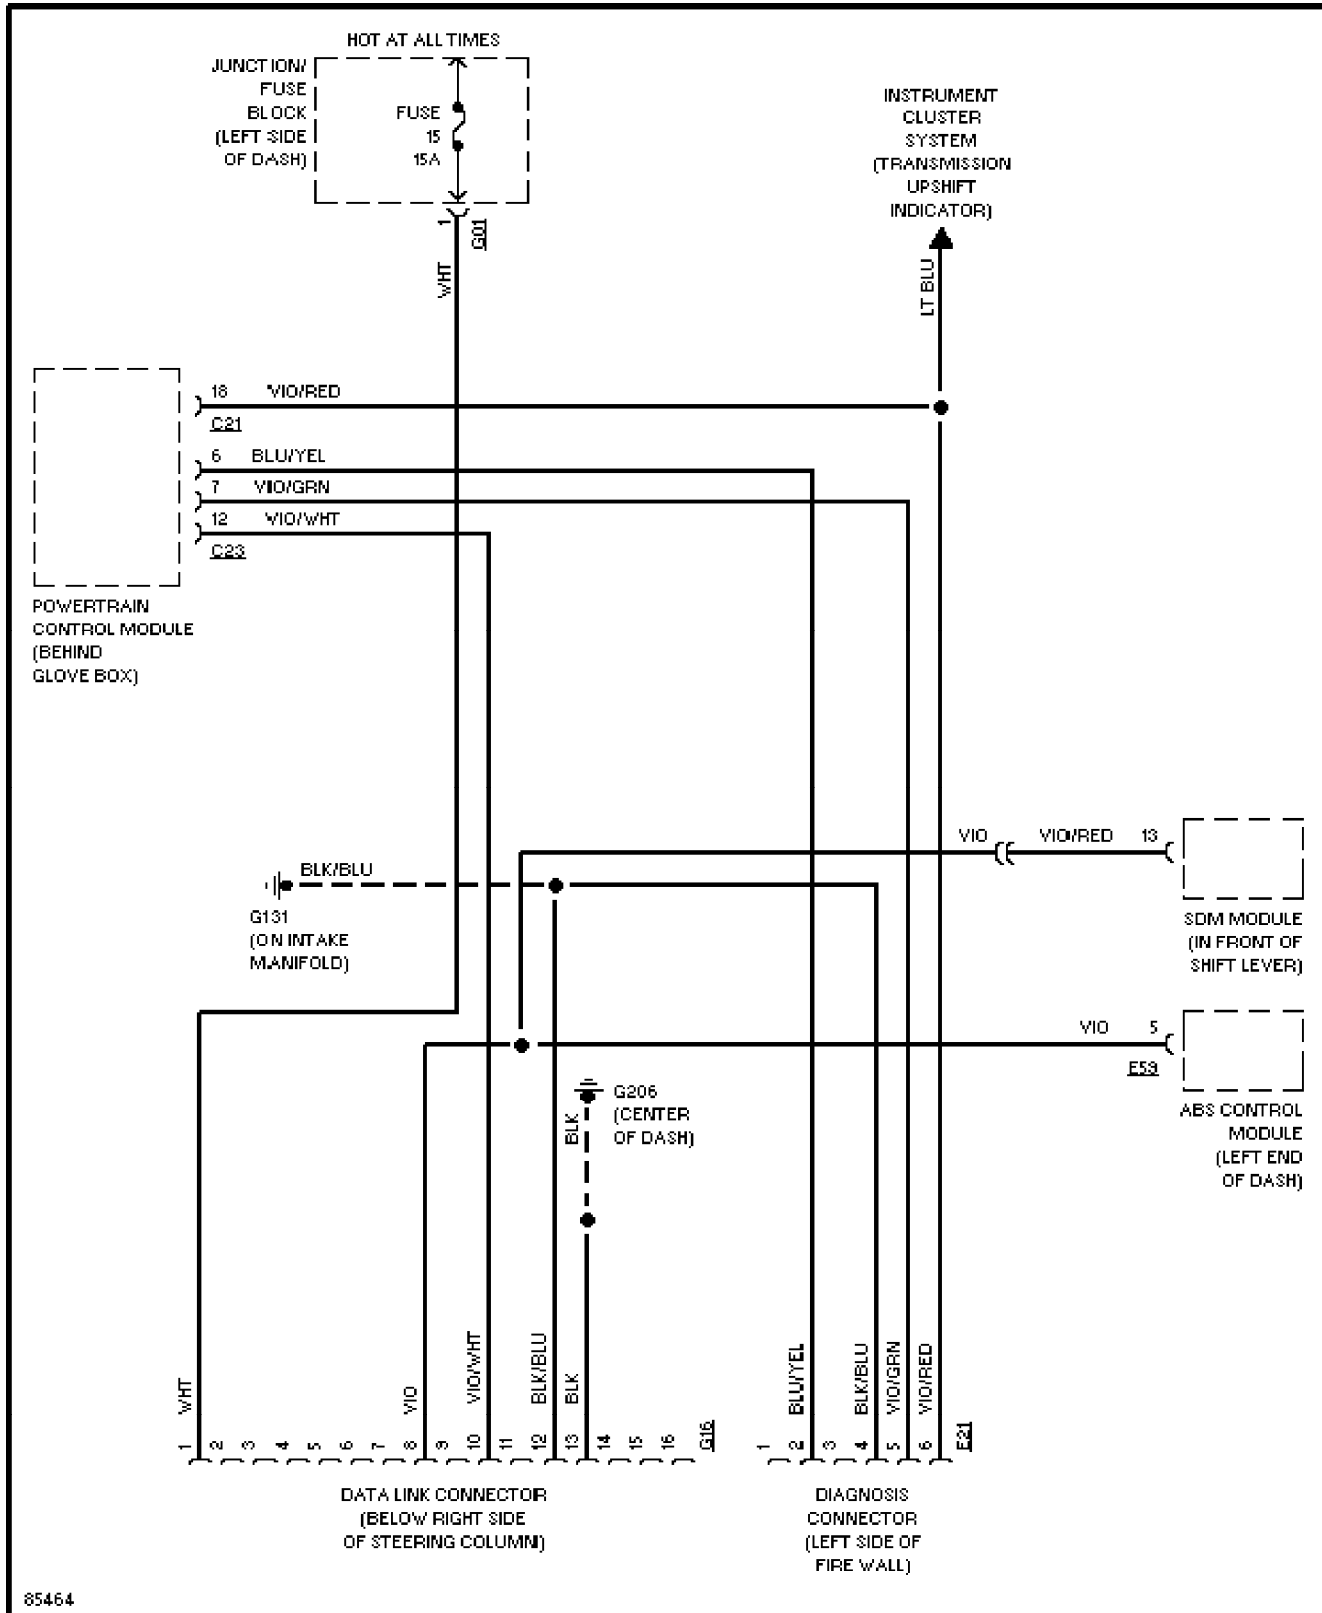 HOT AT ALL TIMES
JUNCTION/
FUSE
BLOCK
(LEFT SIDE
OF DASH)
FUSE
15
15A
1
G01
WHT
INSTRUMENT
CLUSTER
SYSTEM
(TRANSMISSION
UPSHIFT
INDICATOR)
LT BLU
18 VIO/RED
C21
6 BLU/YEL
7 VIO/GRN
12 VIO/WHT
C23
POWERTRAIN
CONTROL MODULE
(BEHIND
GLOVE BOX)
VIO VIO/RED 13
SDM MODULE
(IN FRONT OF
SHIFT LEVER)
BLK/BLU
G131
(ON INTAKE
MANIFOLD)
VIO 5
E59
ABS CONTROL
MODULE
(LEFT END
OF DASH)
G206
(CENTER
OF DASH)
BLK
WHT
VIO
VIO/WHT
BLK/BLU
BLK
BLU/YEL
BLK/BLU
VIO/GRN
VIO/RED
1 2 3 4 5 6 7 8 9 10 11 12 13 14 15 16 G16
1 2 3 4 5 6 E21
DATA LINK CONNECTOR
(BELOW RIGHT SIDE
OF STEERING COLUMN)
DIAGNOSIS
CONNECTOR
(LEFT SIDE OF
FIRE WALL)
85464